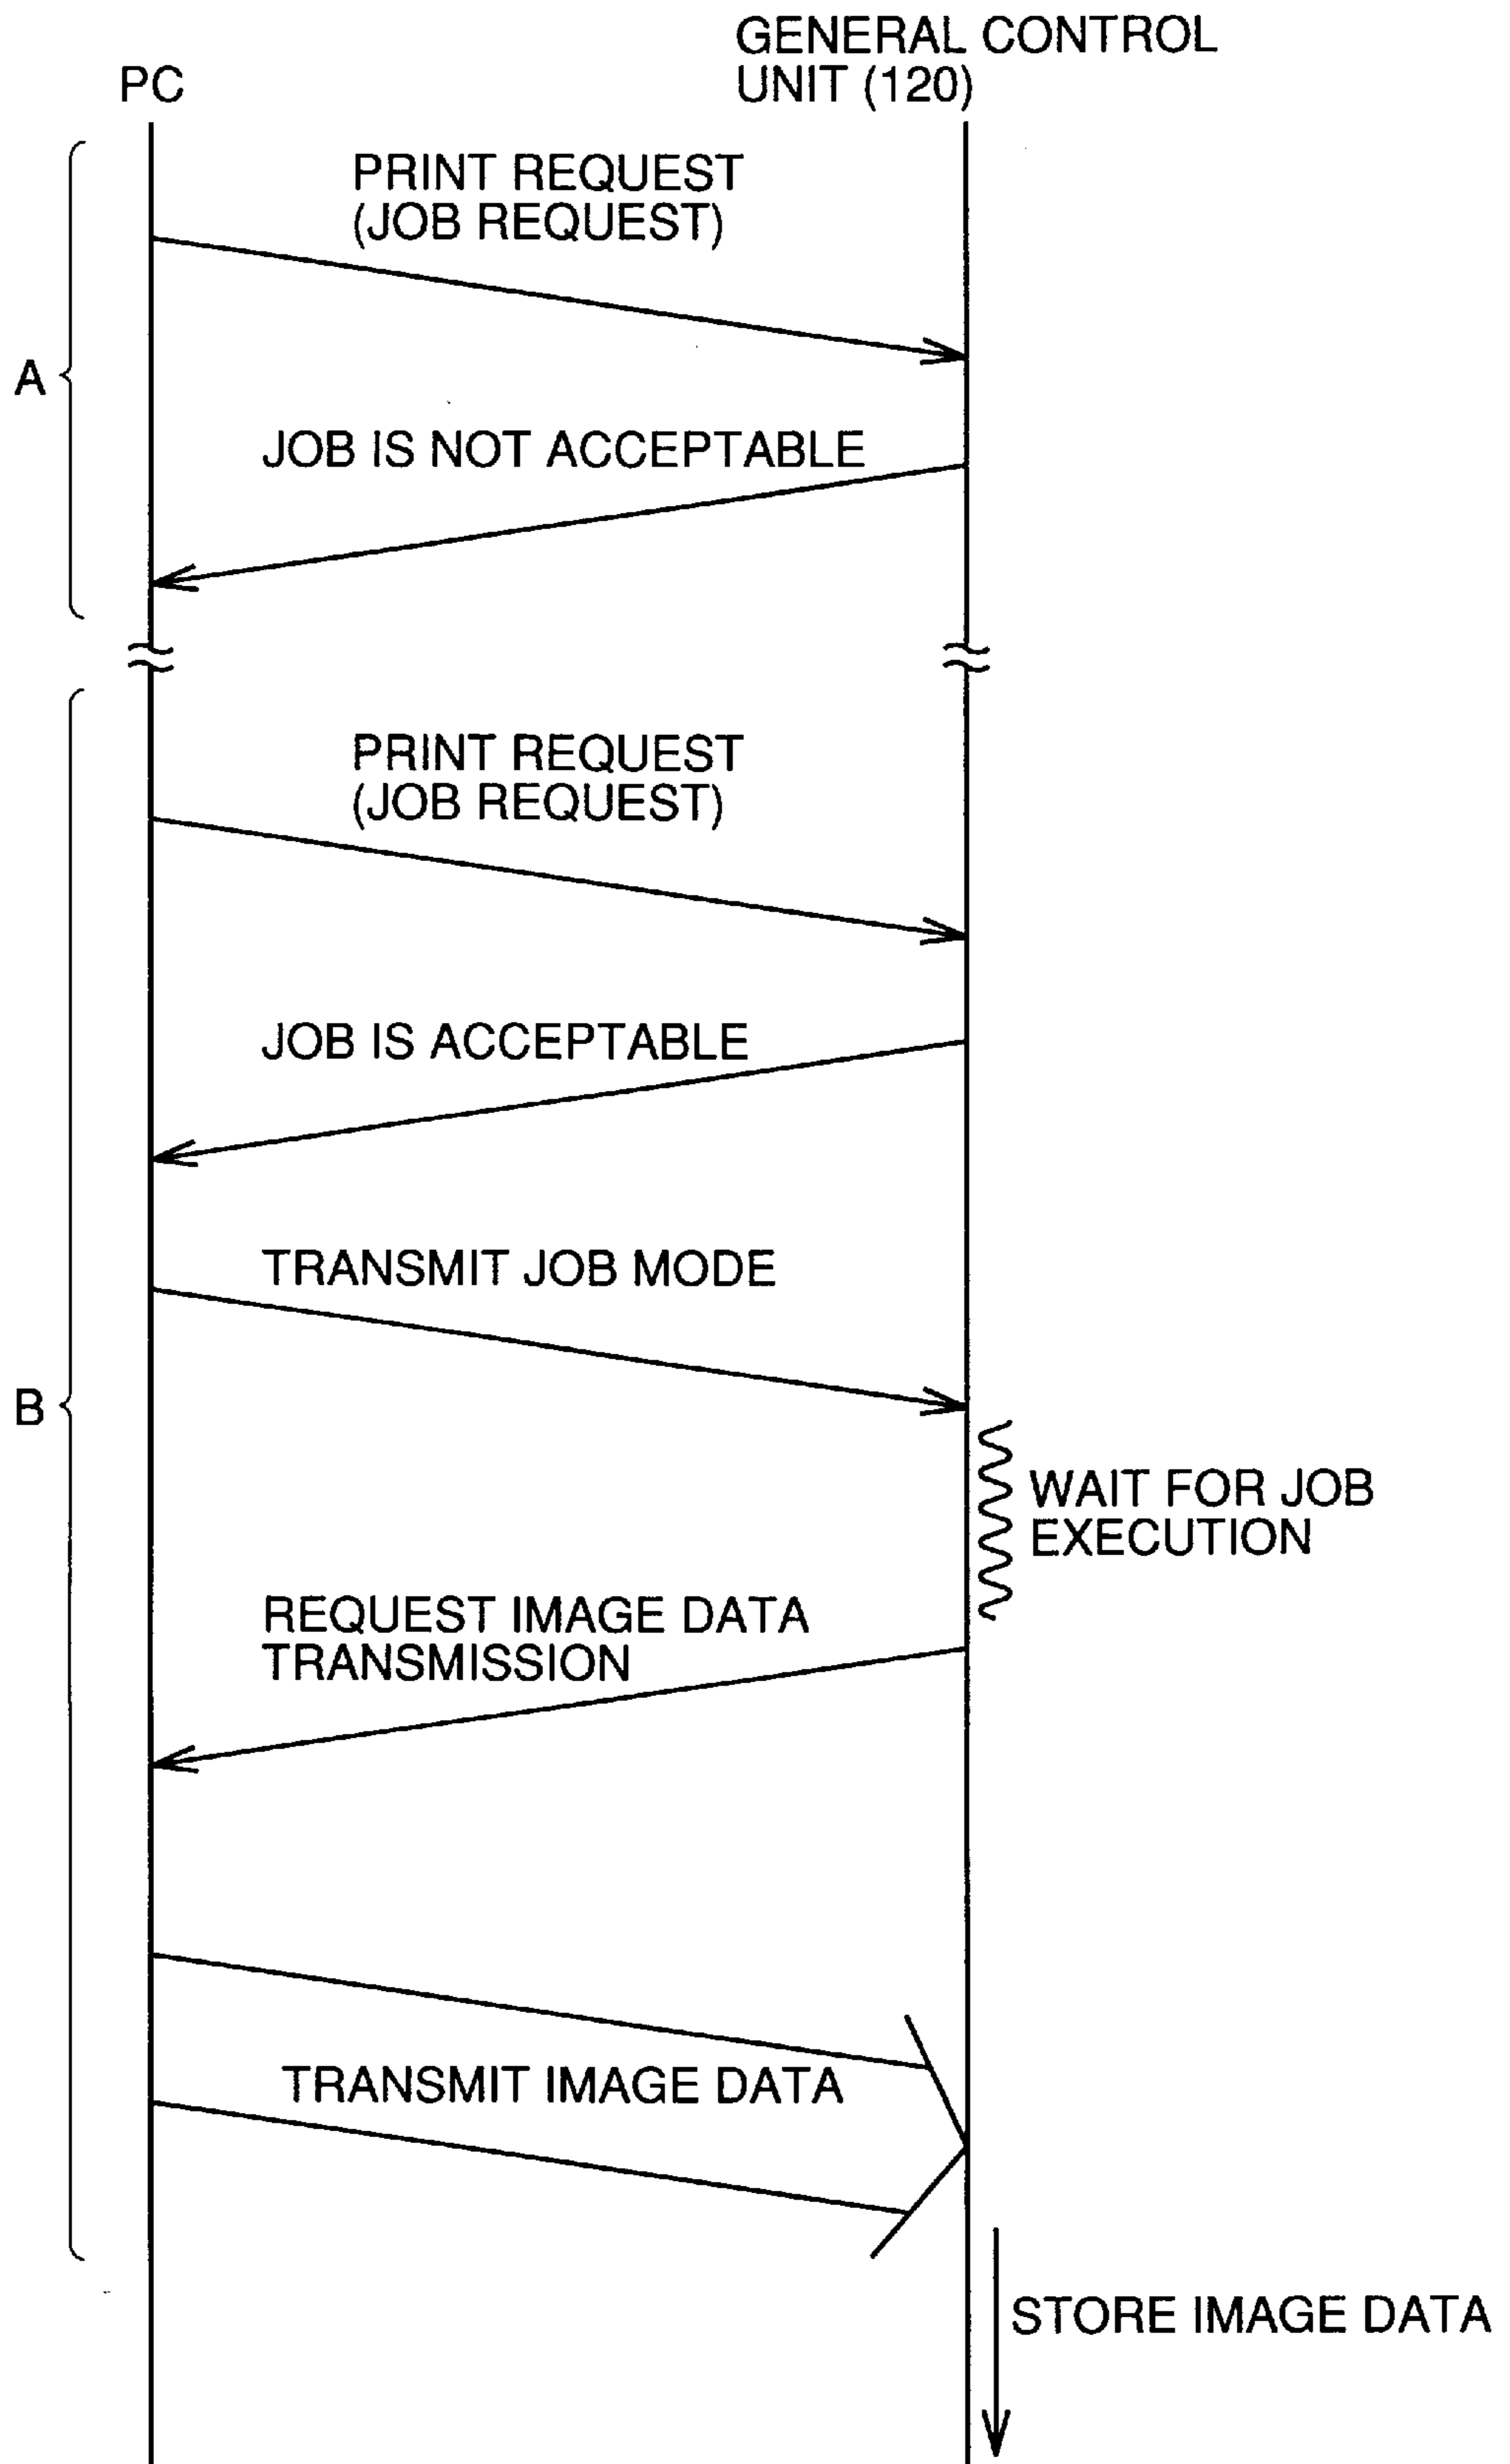 GENERAL CONTROL
PC
UNIT (120)
PRINT REQUEST
(JOB REQUEST)
A
JOB IS NOT ACCEPTABLE
PRINT REQUEST
(JOB REQUEST)
JOB IS ACCEPTABLE
TRANSMIT JOB MODE
B
WAIT FOR JOB
EXECUTION
REQUEST IMAGE DATA
TRANSMISSION
TRANSMIT IMAGE DATA
STORE IMAGE DATA